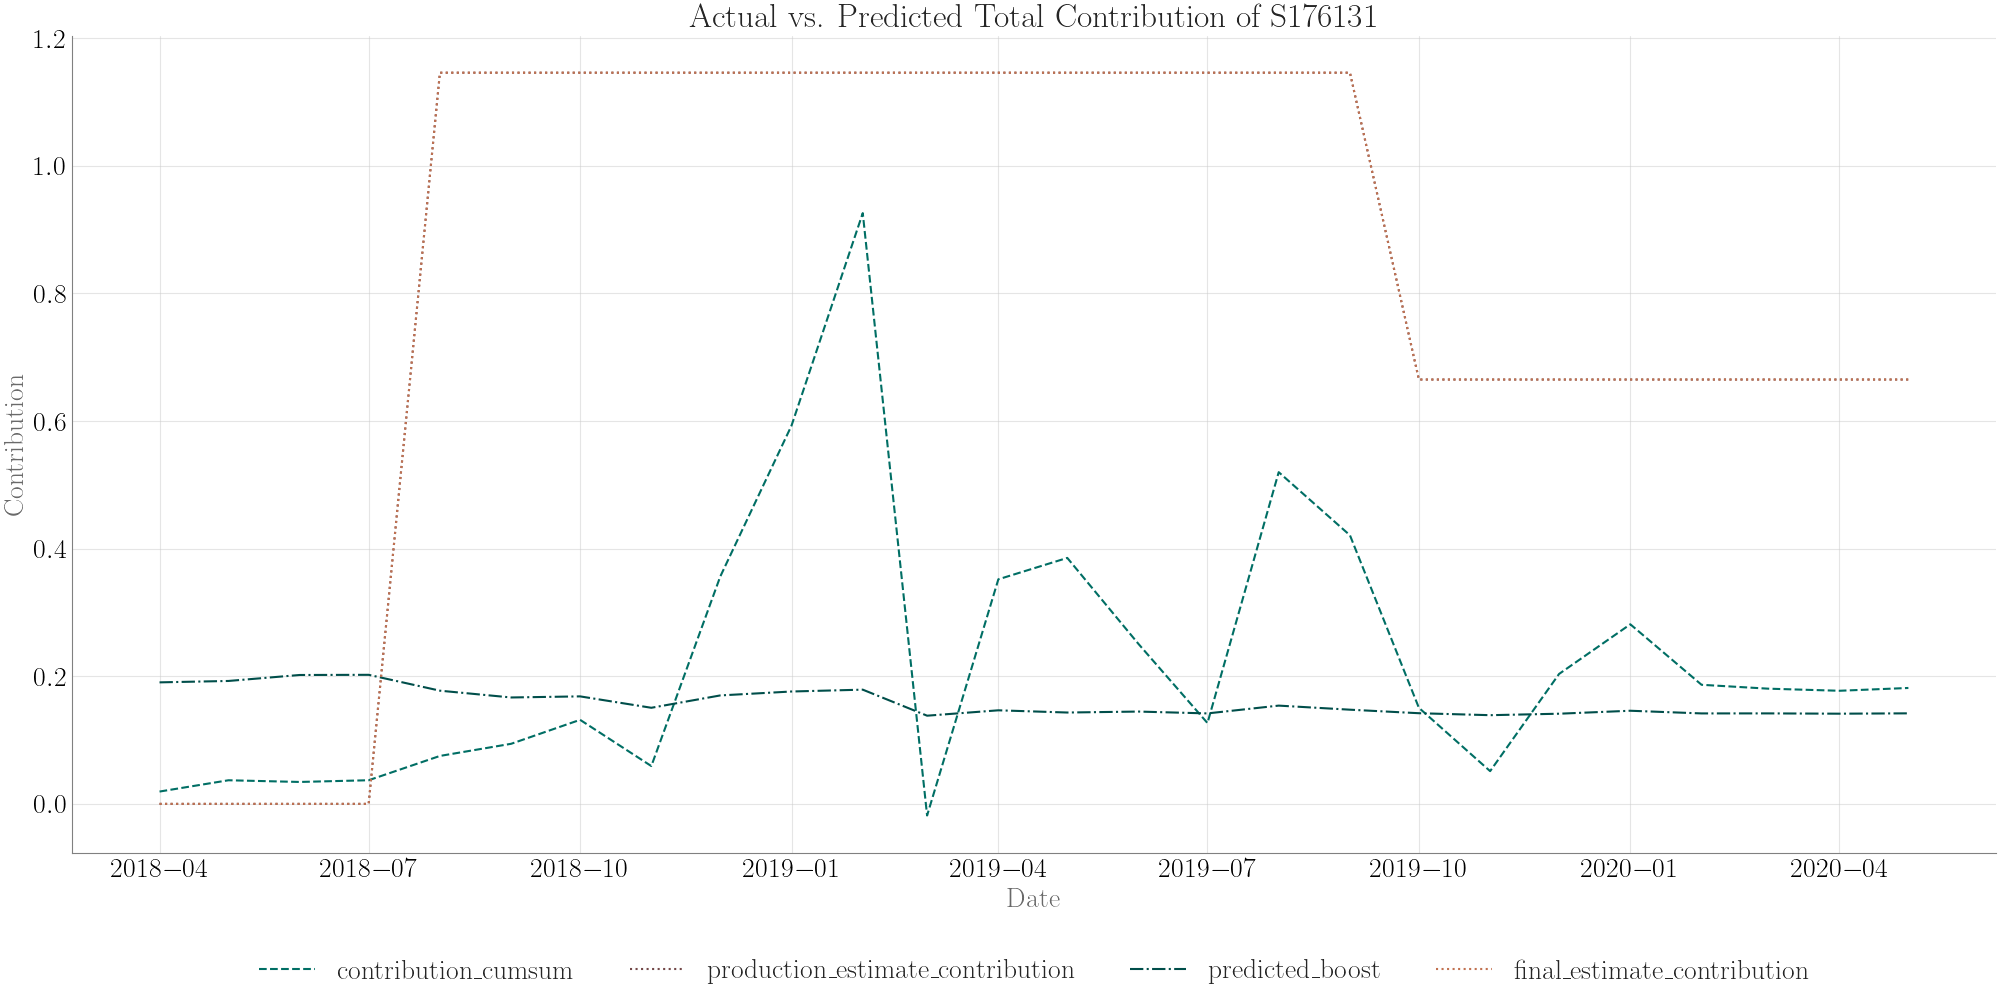 Actual vs. Predicted Total Contribution of S176131
1.2
1.0
0.8
0.6
0.4
0.2
0.0
Contribution
2018–04 2018–07 2018–10 2019–01 2019–04 2019–07 2019–10 2020–01 2020–04
Date
contribution_cumsum production_estimate_contribution predicted_boost final_estimate_contribution